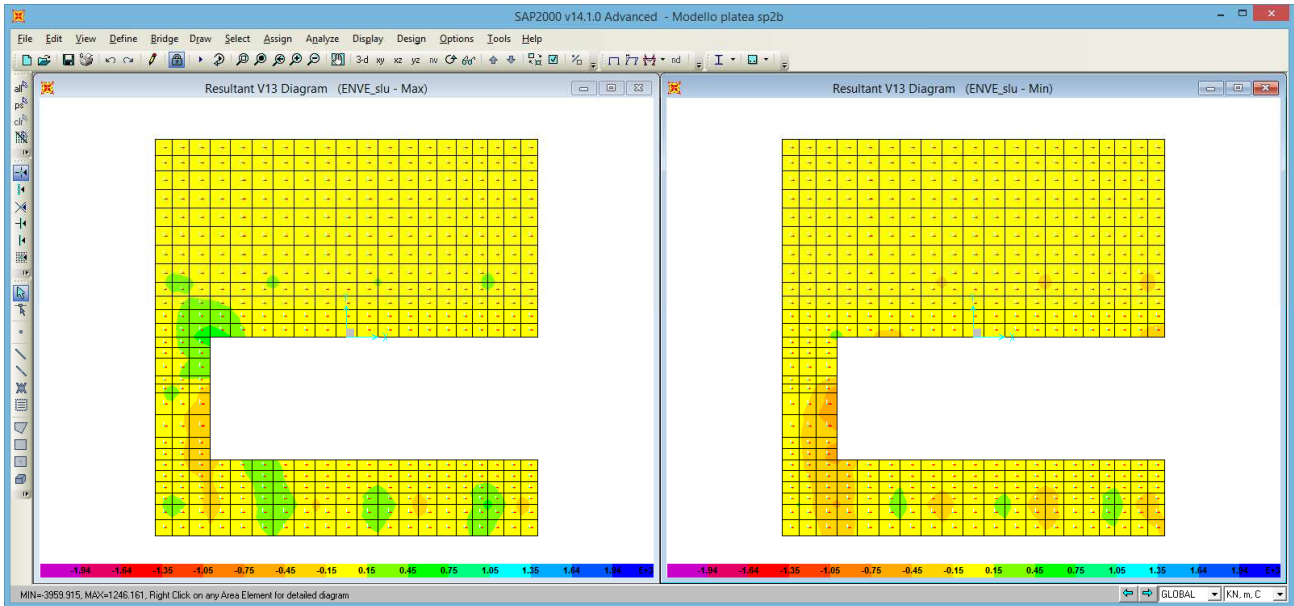 SAP2000 v14.1.0 Advanced - Modello platea sp2b
File Edit View Define Bridge Draw Select Assign Analyze Display Design Options Tools Help
3-d xy xz yz nv nd
all
ps
clr
Resultant V13 Diagram (ENVE_slu - Max)
Resultant V13 Diagram (ENVE_slu - Min)
-1.94 -1.64 -1.35 -1.05 -0.75 -0.45 -0.15 0.15 0.45 0.75 1.05 1.35 1.64
-1.94 -1.64 -1.35 -1.05 -0.75 -0.45 -0.15 0.15 0.45 0.75 1.05 1.35 1.64
MIN=-3959.915, MAX=1246.161, Right Click on any Area Element for detailed diagram
GLOBAL
KN, m, C